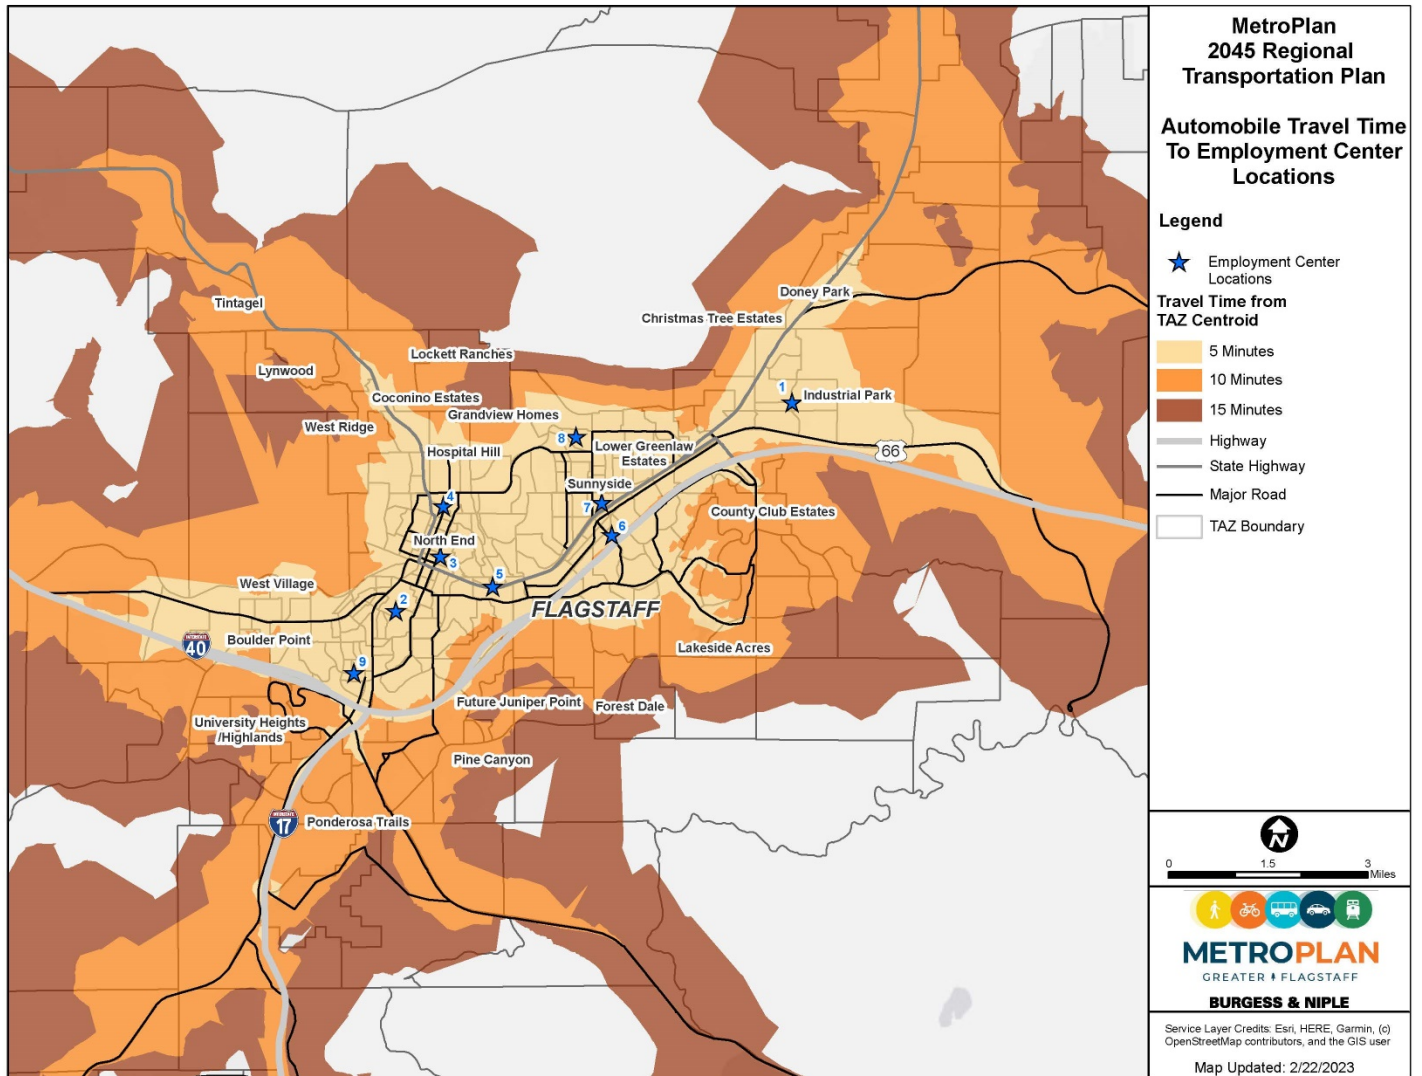 MetroPlan
2045 Regional
Transportation Plan
Automobile Travel Time
To Employment Center
Locations
Legend
Employment Center
Locations
Travel Time from
TAZ Centroid
5 Minutes
10 Minutes
15 Minutes
Highway
State Highway
Major Road
TAZ Boundary
N
0 1.5 3
Miles
METROPLAN
GREATER FLAGSTAFF
BURGESS & NIPLE
Service Layer Credits: Esri, HERE, Garmin, (c)
OpenStreetMap contributors, and the GIS user
Map Updated: 2/22/2023
Doney Park
Tintagel
Christmas Tree Estates
Lockett Ranches
Lynwood
1
Industrial Park
Coconino Estates
Grandview Homes
West Ridge
8
Hospital Hill
Lower Greenlaw
Estates
66
Sunnyside
4
7
County Club Estates
6
North End
3
West Village
5
2
FLAGSTAFF
INTERSTATE
40
Boulder Point
Lakeside Acres
9
Future Juniper Point
Forest Dale
University Heights
/Highlands
Pine Canyon
INTERSTATE
17
Ponderosa Trails